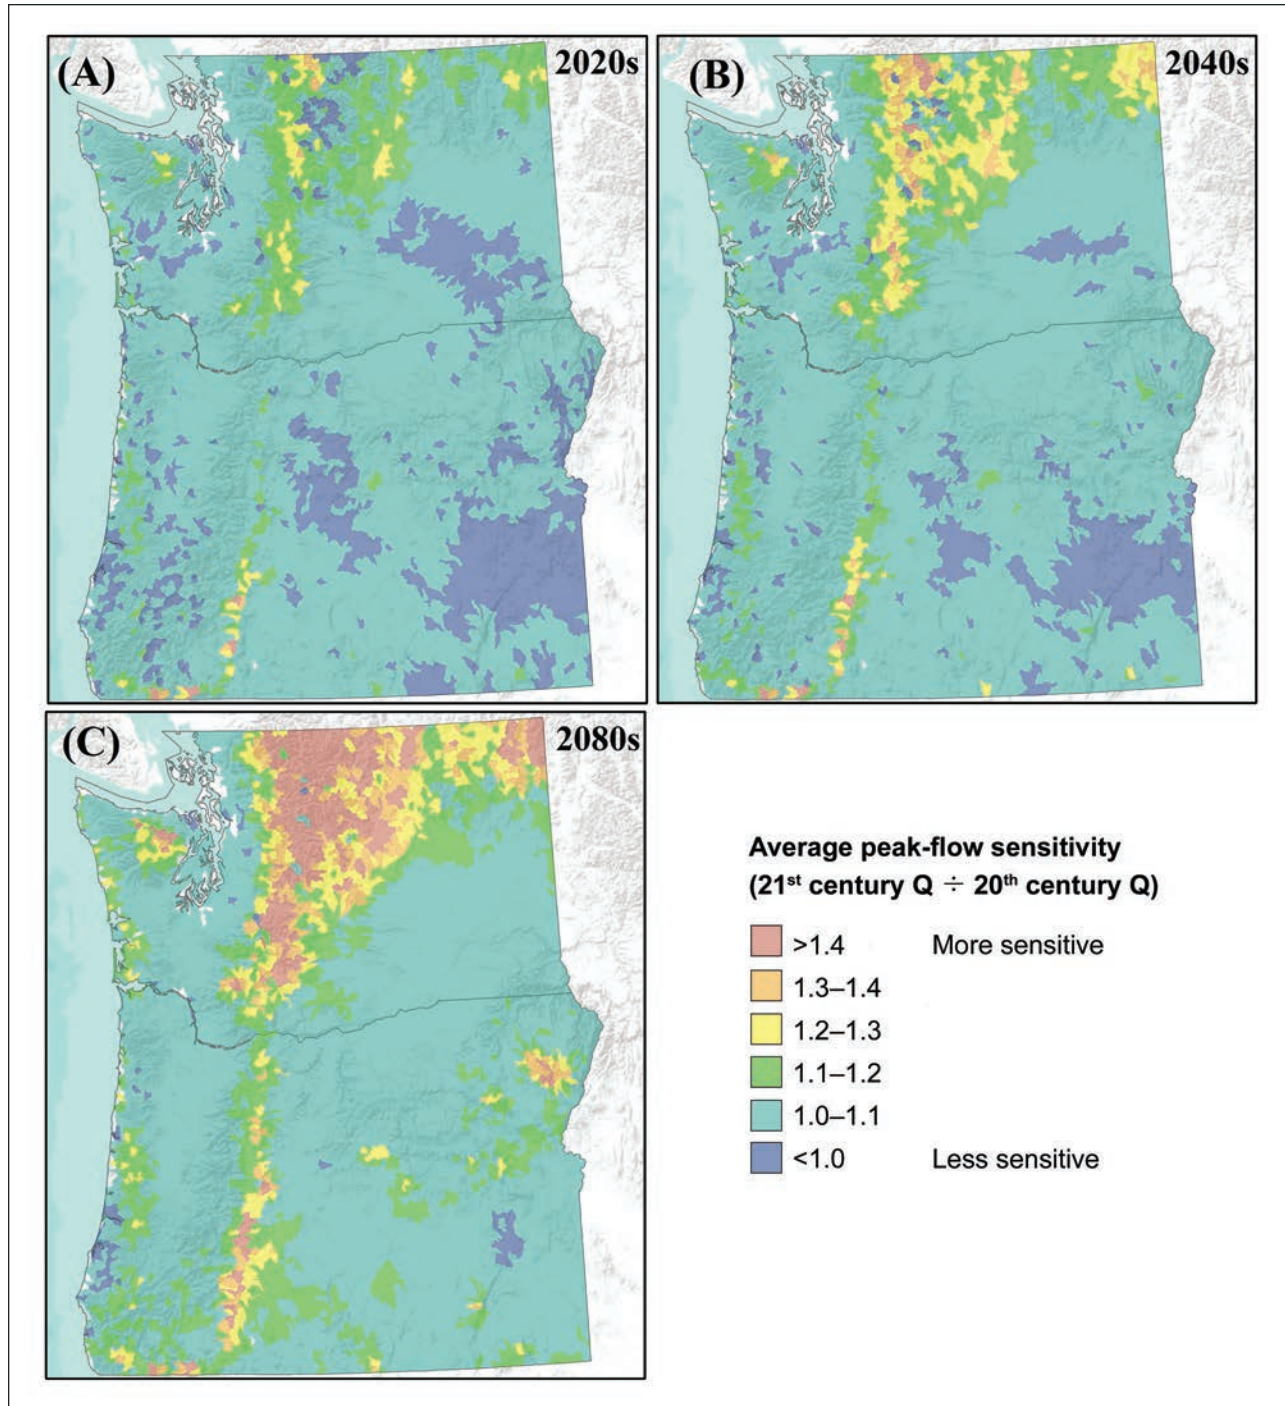 (A)
2020s
(B)
2040s
(C)
2080s
Average peak-flow sensitivity
(21st century Q ÷ 20th century Q)
>1.4 More sensitive
1.3–1.4
1.2–1.3
1.1–1.2
1.0–1.1
<1.0 Less sensitive